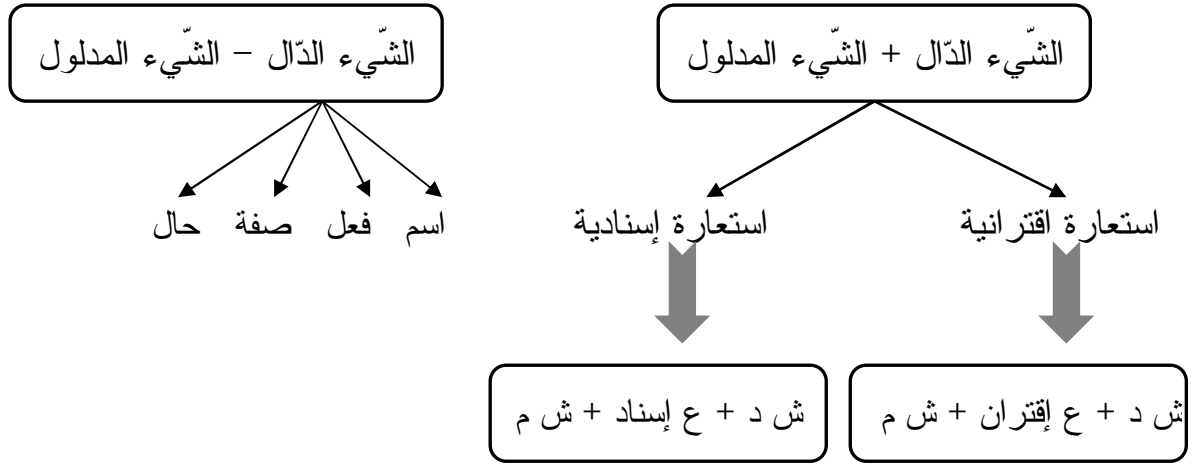 الشّيء الدّال + الشّيء المدلول
الشّيء الدّال – الشّيء المدلول
استعارة اقترانية
استعارة إسنادية
اسم
فعل
صفة
حال
ش د + ع إقتران + ش م
ش د + ع إسناد + ش م